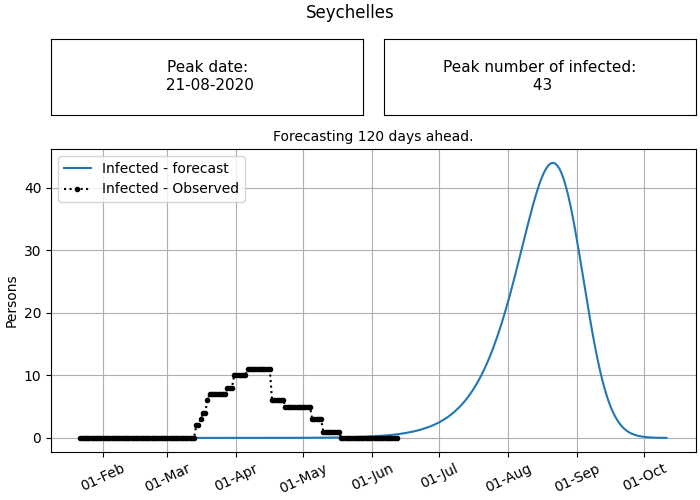 Seychelles
Peak date:
21-08-2020
Peak number of infected:
43
Forecasting 120 days ahead.
Infected - forecast
Infected - Observed
Persons
40
30
20
10
0
01-Feb
01-Mar
01-Apr
01-May
01-Jun
01-Jul
01-Aug
01-Sep
01-Oct